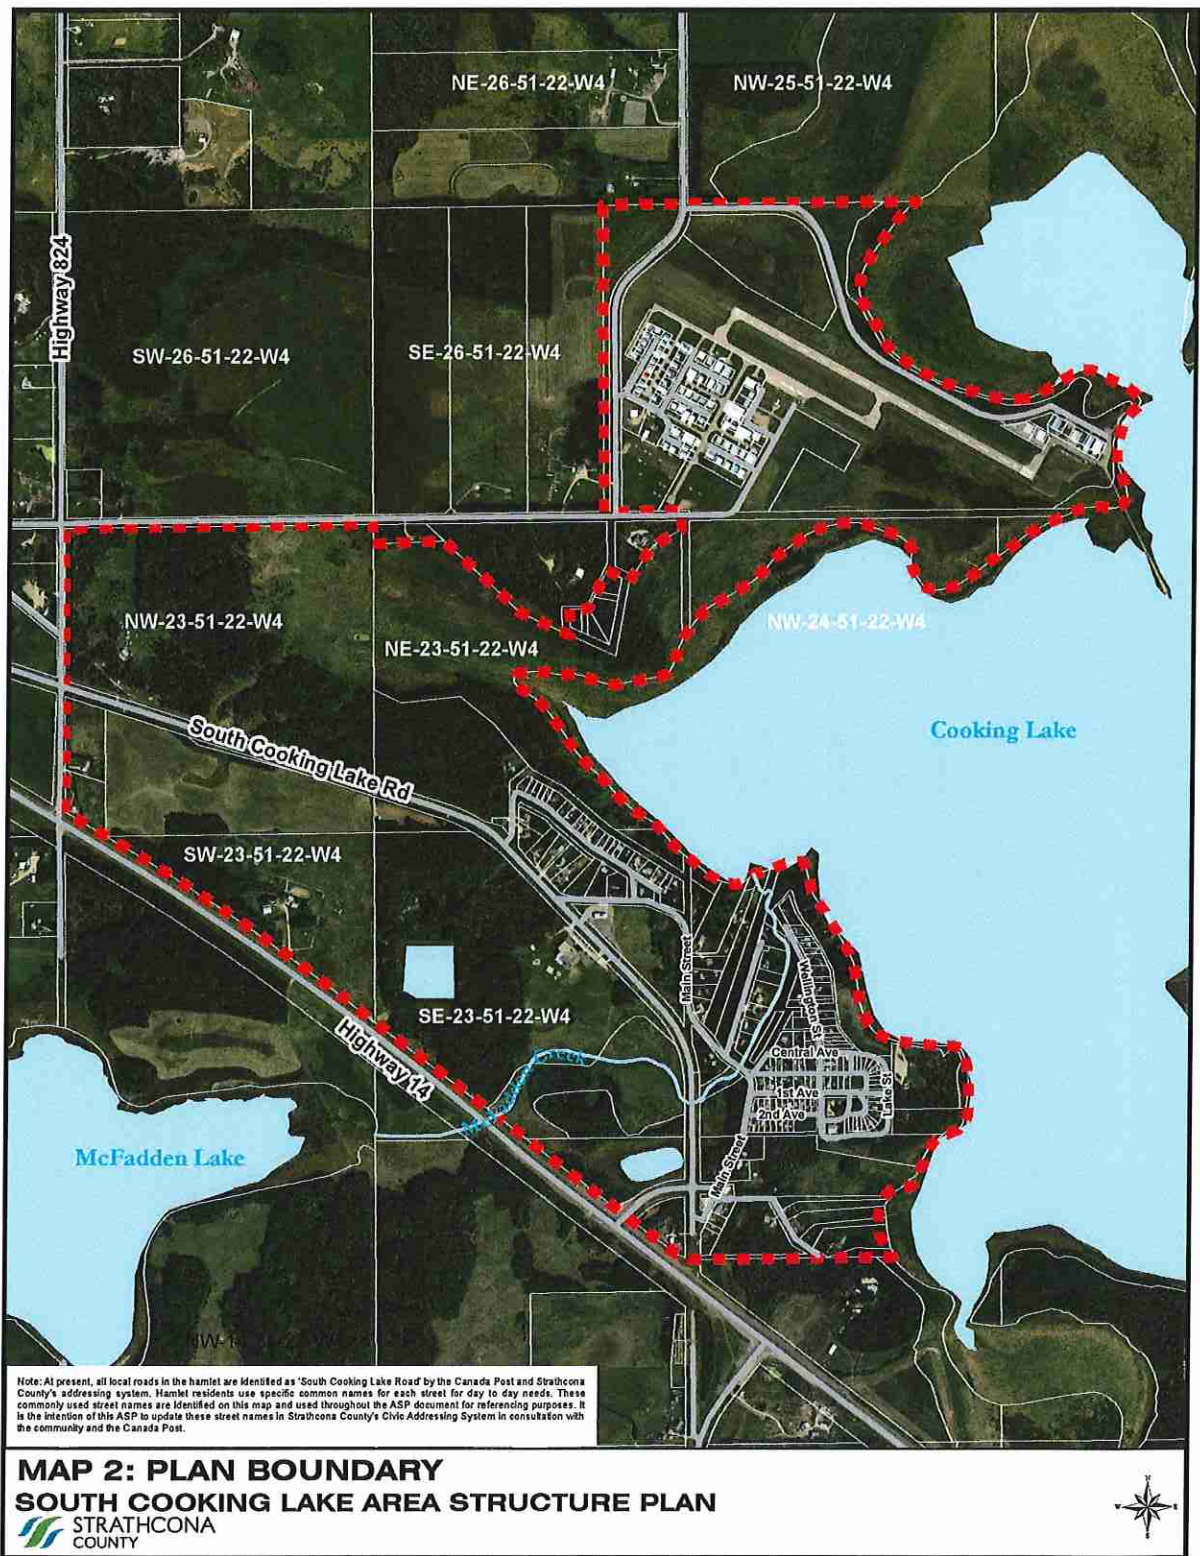 NE-26-51-22-W4
NW-25-51-22-W4
Highway 824
SW-26-51-22-W4
SE-26-51-22-W4
NW-23-51-22-W4
NE-23-51-22-W4
NW-24-51-22-W4
South Cooking Lake Rd
Cooking Lake
SW-23-51-22-W4
Main Street
Wellington St
SE-23-51-22-W4
Highway 14
Creek
Central Ave
1st Ave
2nd Ave
Lake St
McFadden Lake
Main Street
Note: At present, all local roads in the hamlet are identified as 'South Cooking Lake Road' by the Canada Post and Strathcona
County's addressing system. Hamlet residents use specific common names for each street for day to day needs. These
commonly used street names are identified on this map and used throughout the ASP document for referencing purposes. It
is the intention of this ASP to update these street names in Strathcona County's Civic Addressing System in consultation with
the community and the Canada Post.
MAP 2: PLAN BOUNDARY
SOUTH COOKING LAKE AREA STRUCTURE PLAN
STRATHCONA
COUNTY
N
E
S
W